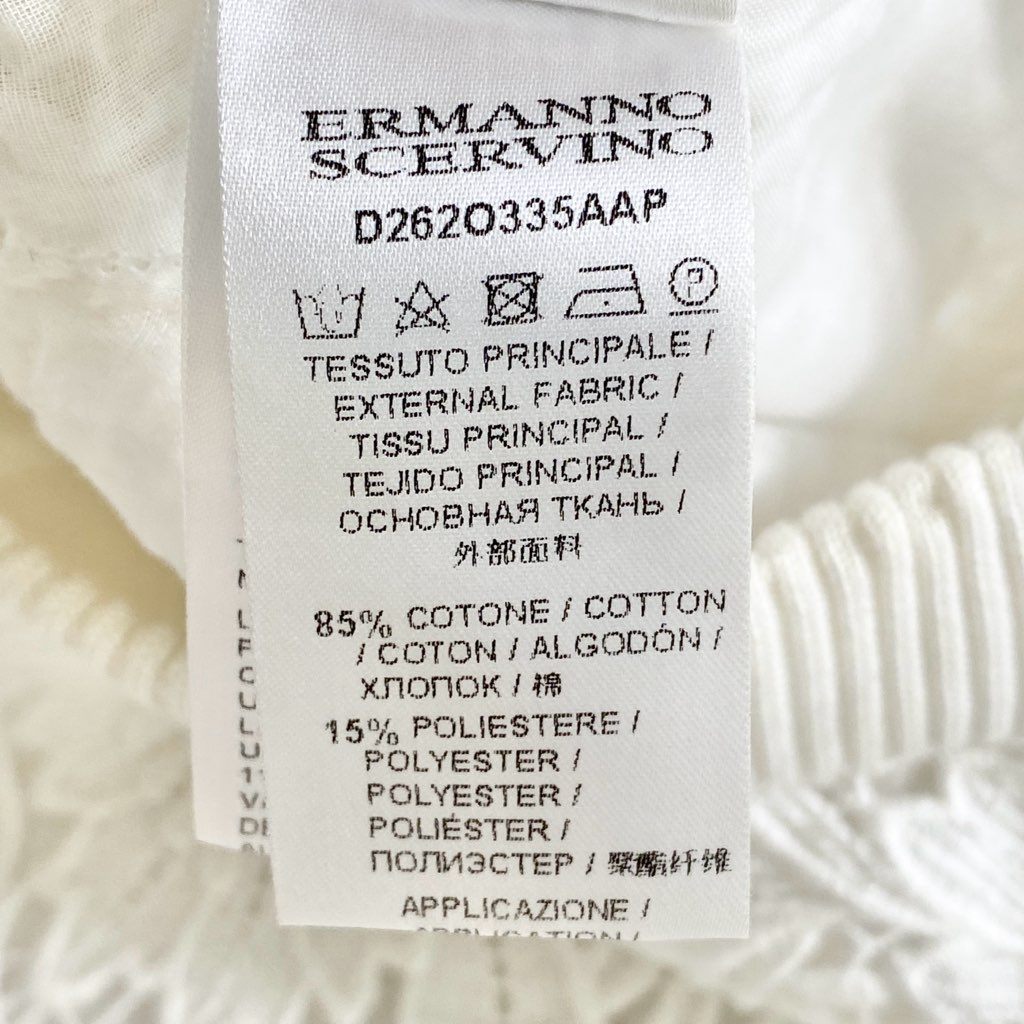 ERMANNO
SCERVINO
D262O335AAP
P
TESSUTO PRINCIPALE /
EXTERNAL FABRIC /
TISSU PRINCIPAL /
TEJIDO PRINCIPAL /
ОСНОВНАЯ ТКАНЬ /
外部面料
85% COTONE / COTTON
/ COTON / ALGODÓN /
ХЛОПОК / 棉
15% POLIESTERE /
POLYESTER /
POLYESTER /
POLIÉSTER /
ПОЛИЭСТЕР / 聚酯纤维
APPLICAZIONE /
APPLICATION /